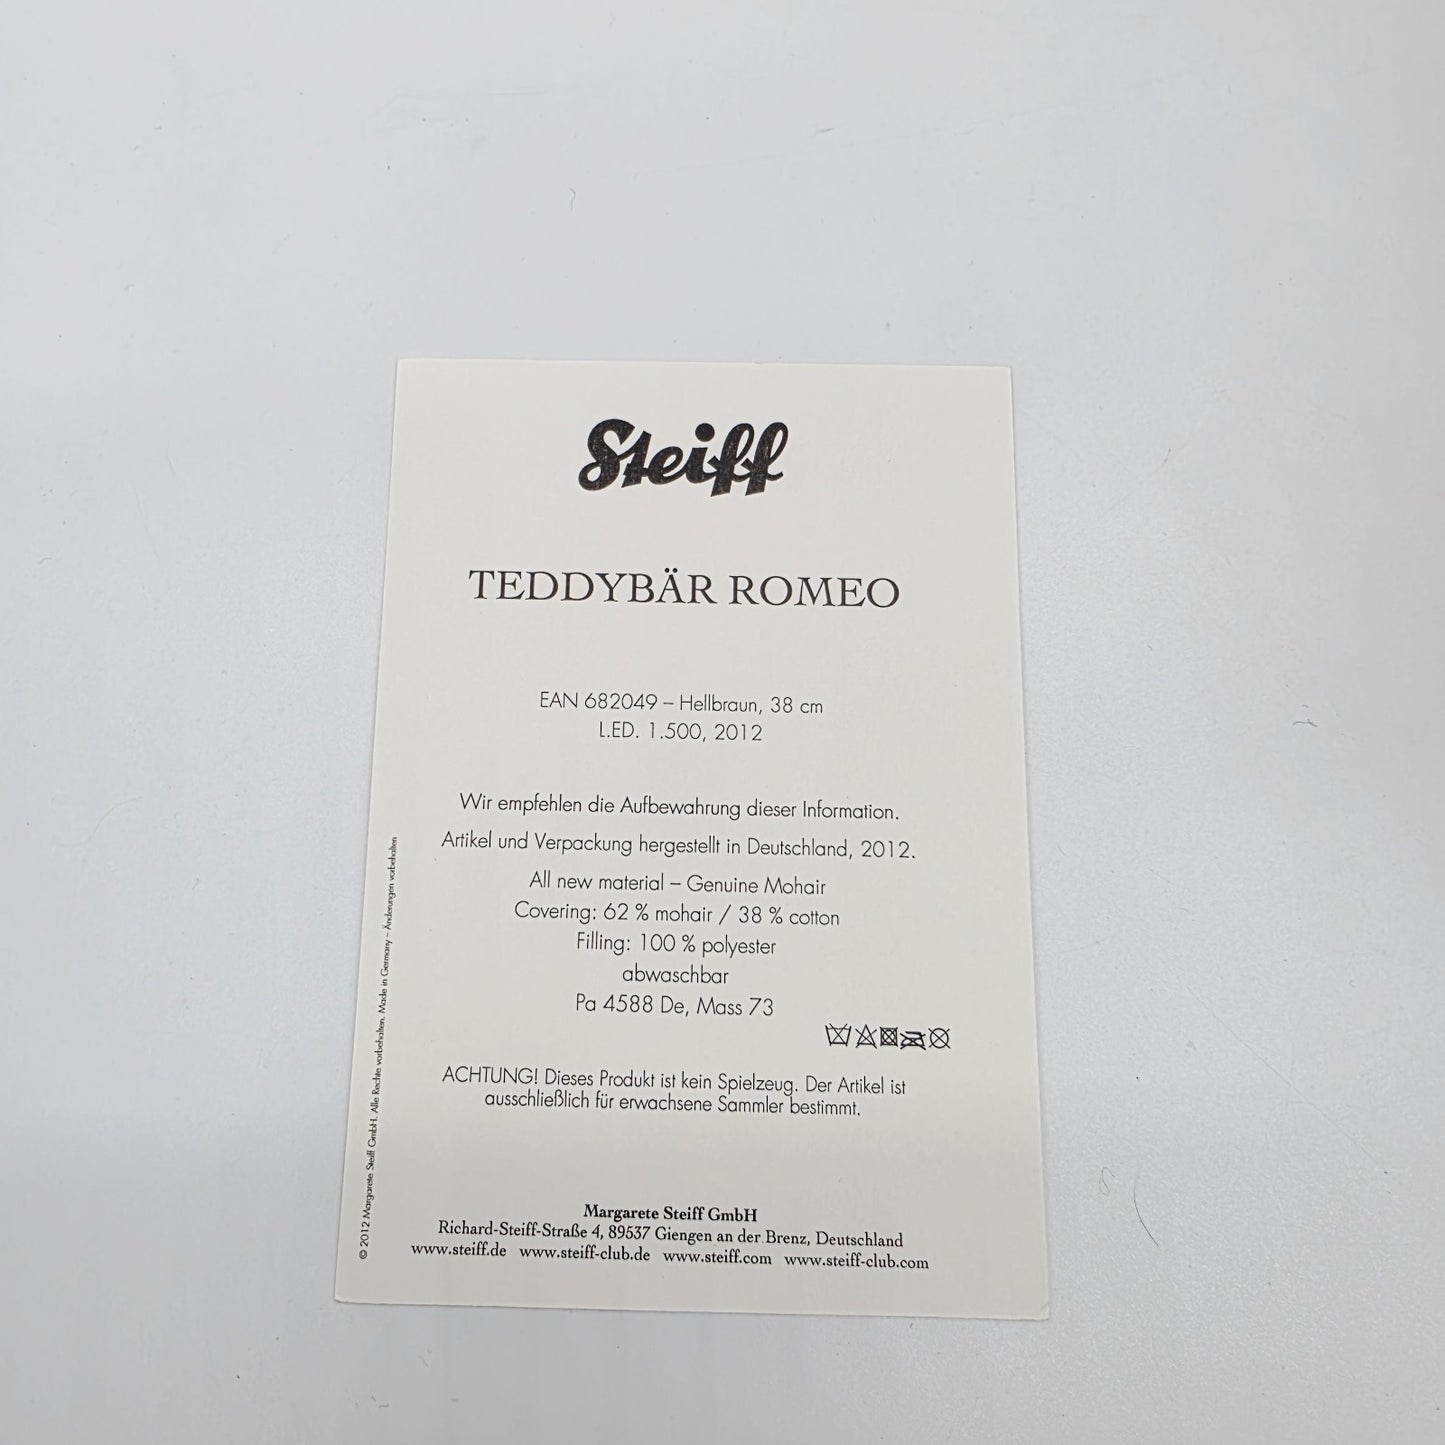 Steiff
TEDDYBÄR ROMEO
EAN 682049 – Hellbraun, 38 cm
L.ED. 1.500, 2012
Wir empfehlen die Aufbewahrung dieser Information.
Artikel und Verpackung hergestellt in Deutschland, 2012.
All new material – Genuine Mohair
Covering: 62 % mohair / 38 % cotton
Filling: 100 % polyester
abwaschbar
Pa 4588 De, Mass 73
ACHTUNG! Dieses Produkt ist kein Spielzeug. Der Artikel ist
ausschließlich für erwachsene Sammler bestimmt.
Margarete Steiff GmbH
Richard-Steiff-Straße 4, 89537 Giengen an der Brenz, Deutschland
www.steiff.de www.steiff-club.de www.steiff.com www.steiff-club.com
© 2012 Margarete Steiff GmbH. Alle Rechte vorbehalten. Made in Germany – Änderungen vorbehalten